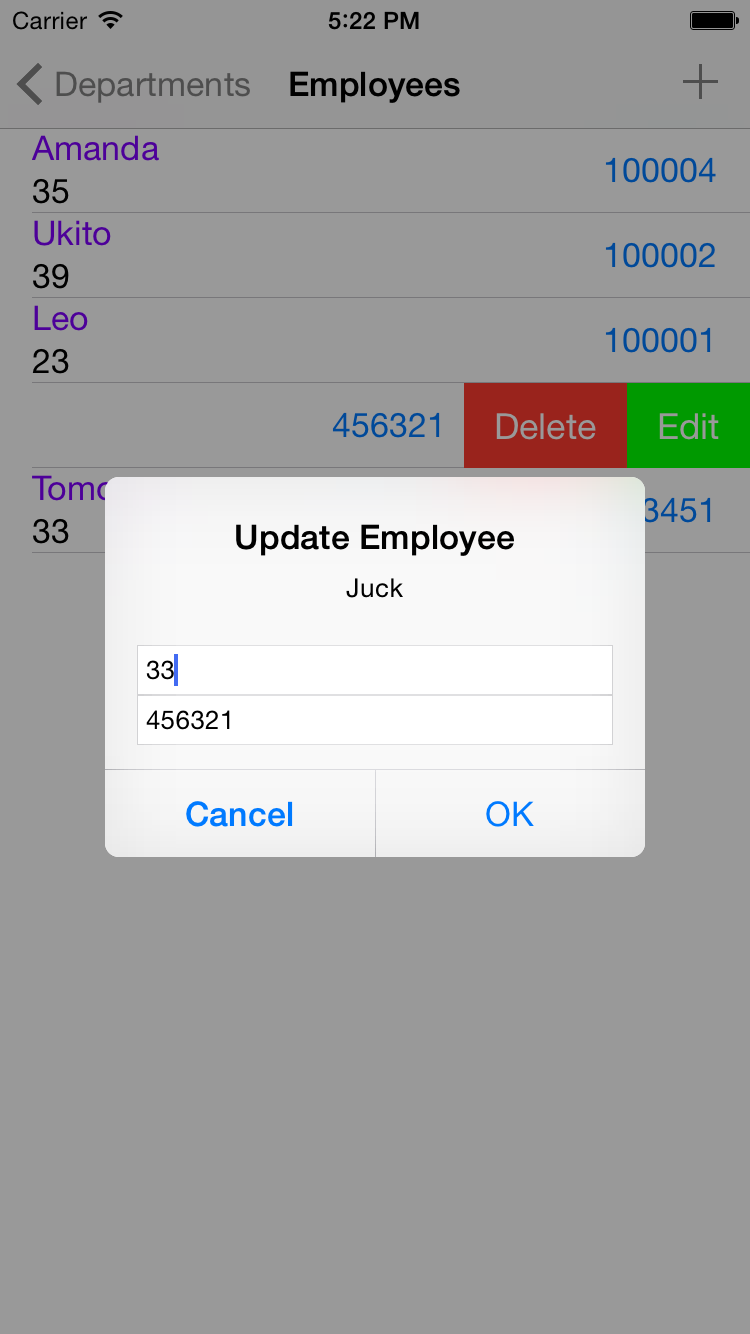 Carrier 5:22 PM
Departments Employees
Amanda
35
100004
Ukito
39
100002
Leo
23
100001
456321 Delete Edit
33
3451
Update Employee
Juck
33
456321
Cancel OK